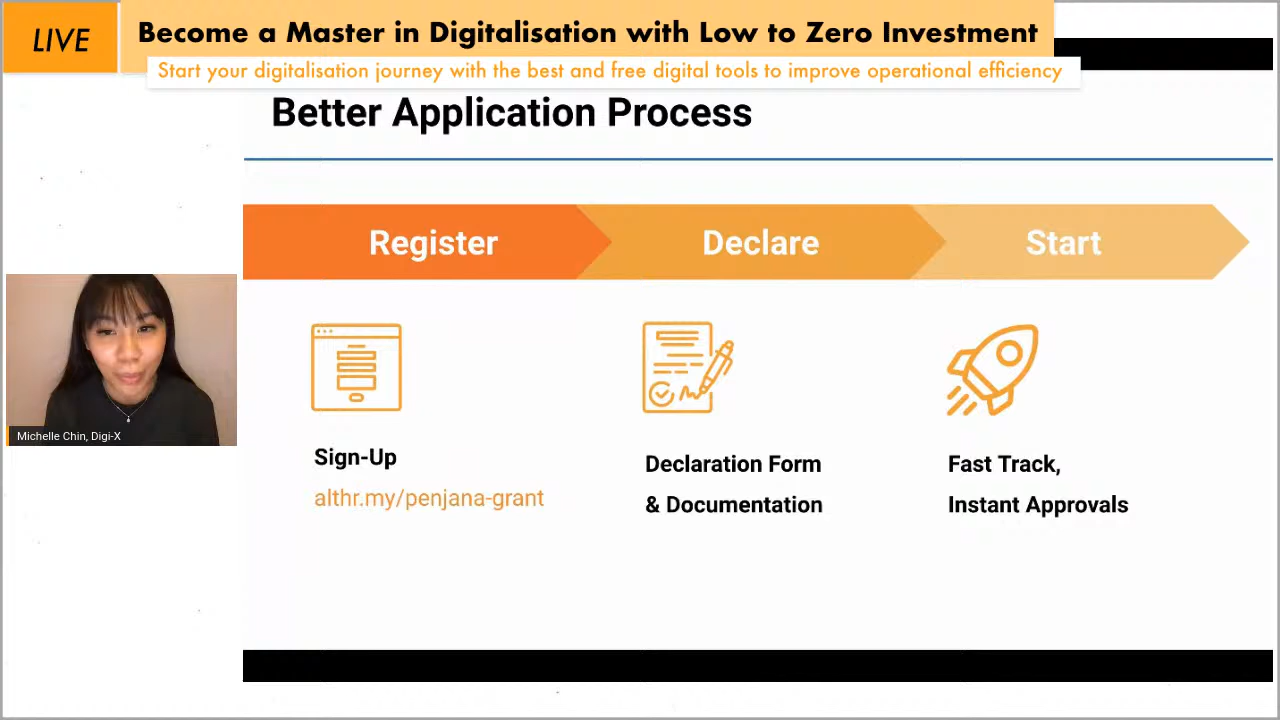 LIVE
Become a Master in Digitalisation with Low to Zero Investment
Start your digitalisation journey with the best and free digital tools to improve operational efficiency
Better Application Process
Register
Declare
Start
Sign-Up
althr.my/penjana-grant
Declaration Form
& Documentation
Fast Track,
Instant Approvals
Michelle Chin, Digi-X